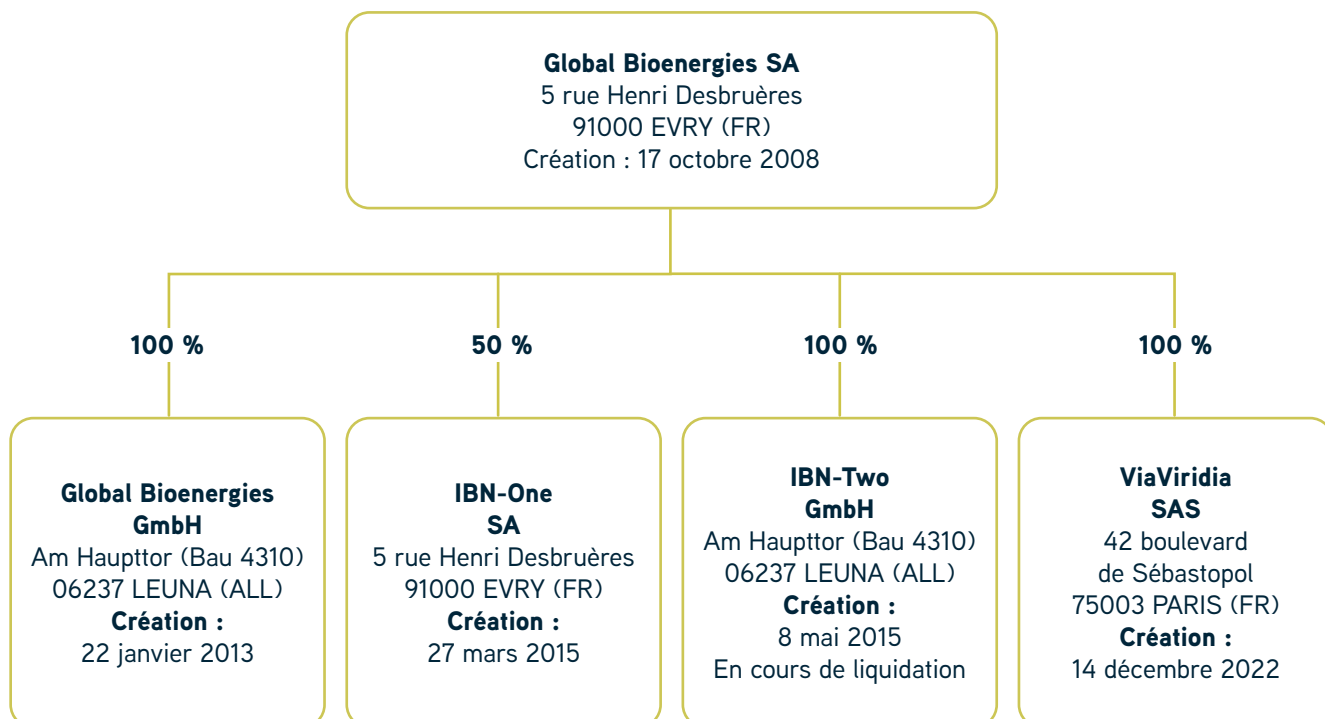 Global Bioenergies SA
5 rue Henri Desbruères
91000 EVRY (FR)
Création : 17 octobre 2008
100 %
50 %
100 %
100 %
Global Bioenergies
GmbH
Am Haupttor (Bau 4310)
06237 LEUNA (ALL)
Création :
22 janvier 2013
IBN-One
SA
5 rue Henri Desbruères
91000 EVRY (FR)
Création :
27 mars 2015
IBN-Two
GmbH
Am Haupttor (Bau 4310)
06237 LEUNA (ALL)
Création :
8 mai 2015
En cours de liquidation
ViaViridia
SAS
42 boulevard
de Sébastopol
75003 PARIS (FR)
Création :
14 décembre 2022